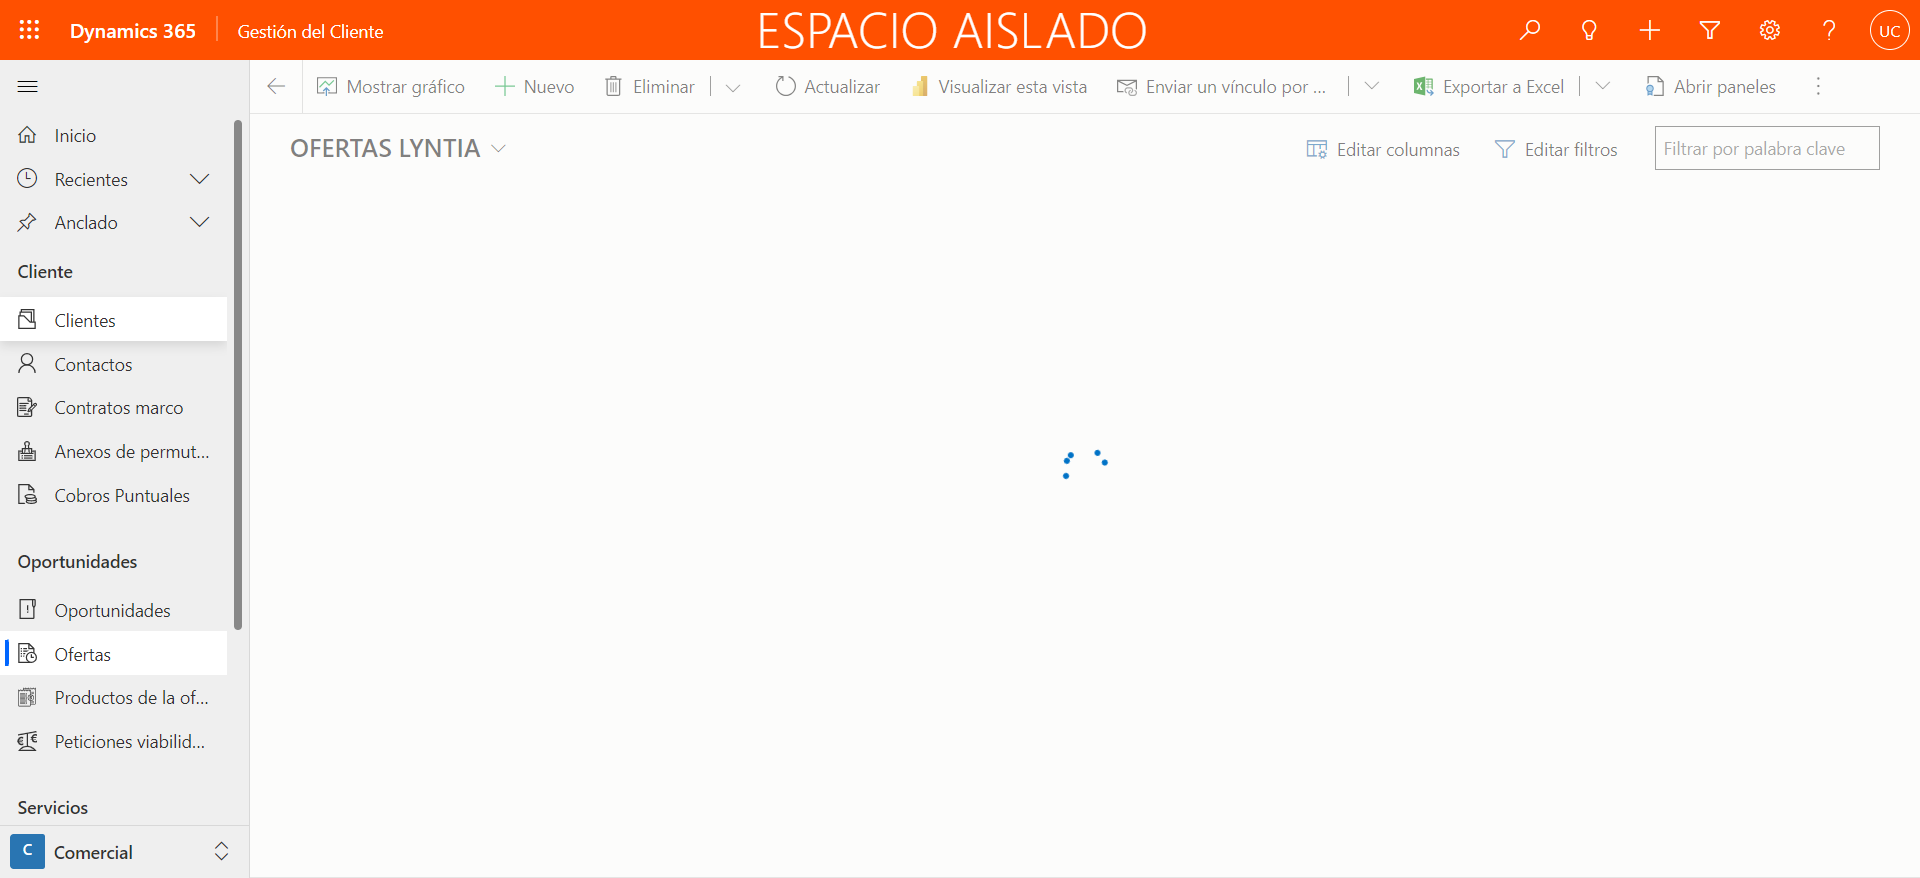 Dynamics 365
Gestión del Cliente
ESPACIO AISLADO
UC
Mostrar gráfico
Nuevo
Eliminar
Actualizar
Visualizar esta vista
Enviar un vínculo por ...
Exportar a Excel
Abrir paneles
Inicio
Recientes
Anclado
Cliente
Clientes
Contactos
Contratos marco
Anexos de permut...
Cobros Puntuales
Oportunidades
Oportunidades
Ofertas
Productos de la of...
Peticiones viabilid...
Servicios
C
Comercial
OFERTAS LYNTIA
Editar columnas
Editar filtros
Filtrar por palabra clave